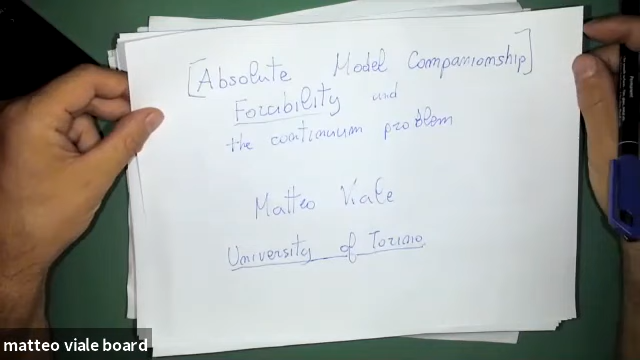 [Absolute Model Companionship]
Forcibility and
the continuum problem
Matteo Viale
University of Torino
matteo viale board